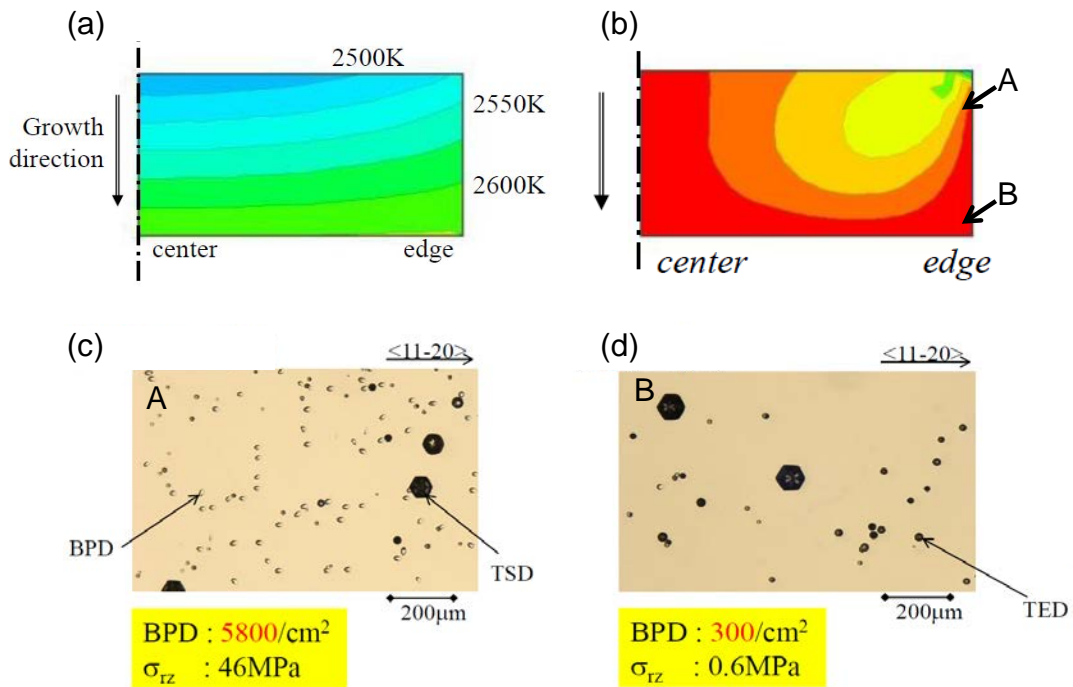 (a)
2500K
2550K
2600K
Growth
direction
center
edge
(b)
A
B
center
edge
(c)
<11-20>
A
BPD
TSD
200μm
BPD : 5800/cm²
σrz : 46MPa
(d)
<11-20>
B
TED
200μm
BPD : 300/cm²
σrz : 0.6MPa